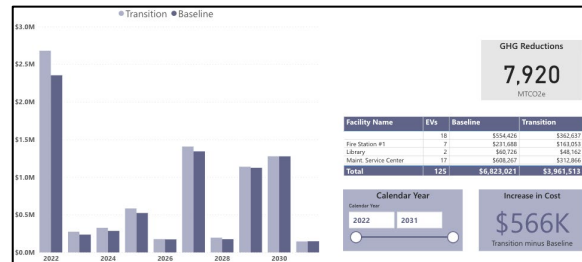 Transition Baseline
$3.0M
$2.5M
$2.0M
$1.5M
$1.0M
$0.5M
$0.0M
2022 2024 2026 2028 2030
GHG Reductions
7,920
MTCO2e
Facility Name EVs Baseline Transition
18 $554,426 $362,637
Fire Station #1 7 $231,688 $163,053
Library 2 $60,726 $48,162
Maint. Service Center 17 $608,267 $312,866
Total 125 $6,823,021 $3,961,513
Calendar Year
Calendar Year
2022 2031
Increase in Cost
$566K
Transition minus Baseline